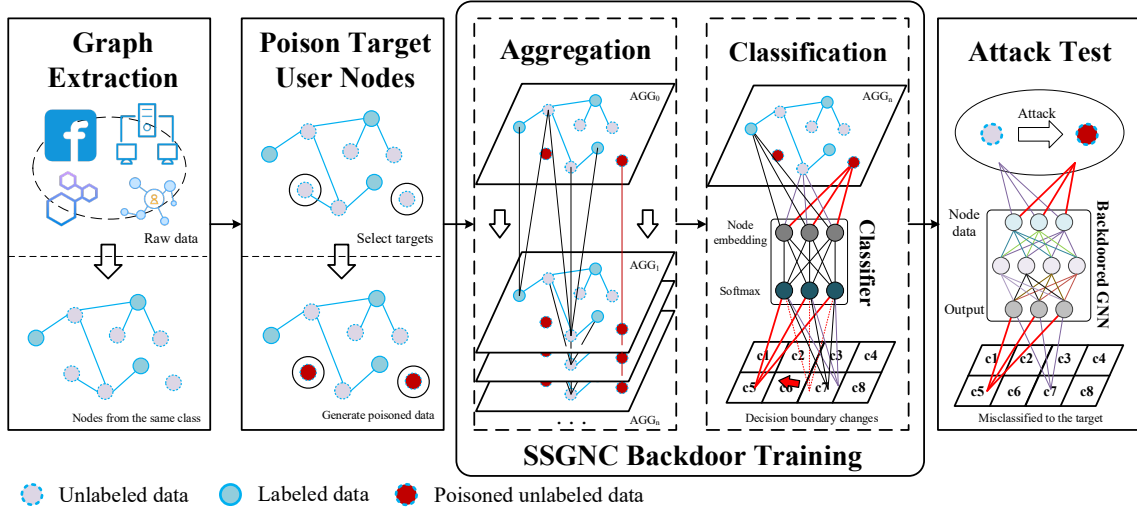 Graph
Extraction
Raw data
Nodes from the same class
Poison Target
User Nodes
Select targets
Generate poisoned data
Aggregation
AGG₀
AGG₁
AGGₙ
. . .
Classification
AGGₙ
Node
embedding
Softmax
Classifier
c1 c2 c3 c4
c5 c6 c7 c8
Decision boundary changes
SSGNC Backdoor Training
Attack Test
Attack
Node
data
Output
Backdoored GNN
c1 c2 c3 c4
c5 c6 c7 c8
Misclassified to the target
Unlabeled data
Labeled data
Poisoned unlabeled data